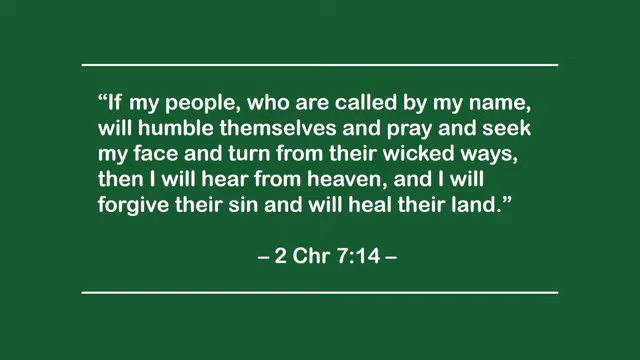 “If my people, who are called by my name,
will humble themselves and pray and seek
my face and turn from their wicked ways,
then I will hear from heaven, and I will
forgive their sin and will heal their land.”
– 2 Chr 7:14 –